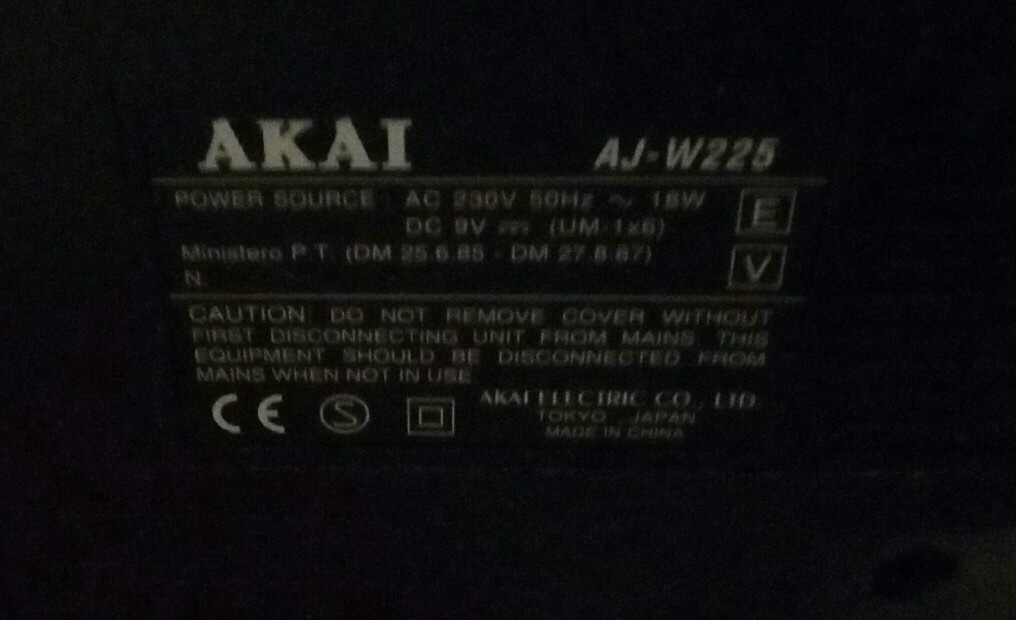 AKAI AJ-W225
POWER SOURCE AC 230V 50Hz ~ 18W E
DC 9V (UM-1x6)
Ministero P.T. (DM 25.6.85 - DM 27.8.87) V
N.
CAUTION: DO NOT REMOVE COVER WITHOUT
FIRST DISCONNECTING UNIT FROM MAINS. THIS
EQUIPMENT SHOULD BE DISCONNECTED FROM
MAINS WHEN NOT IN USE
CE S AKAI ELECTRIC CO., LTD.
TOKYO JAPAN
MADE IN CHINA